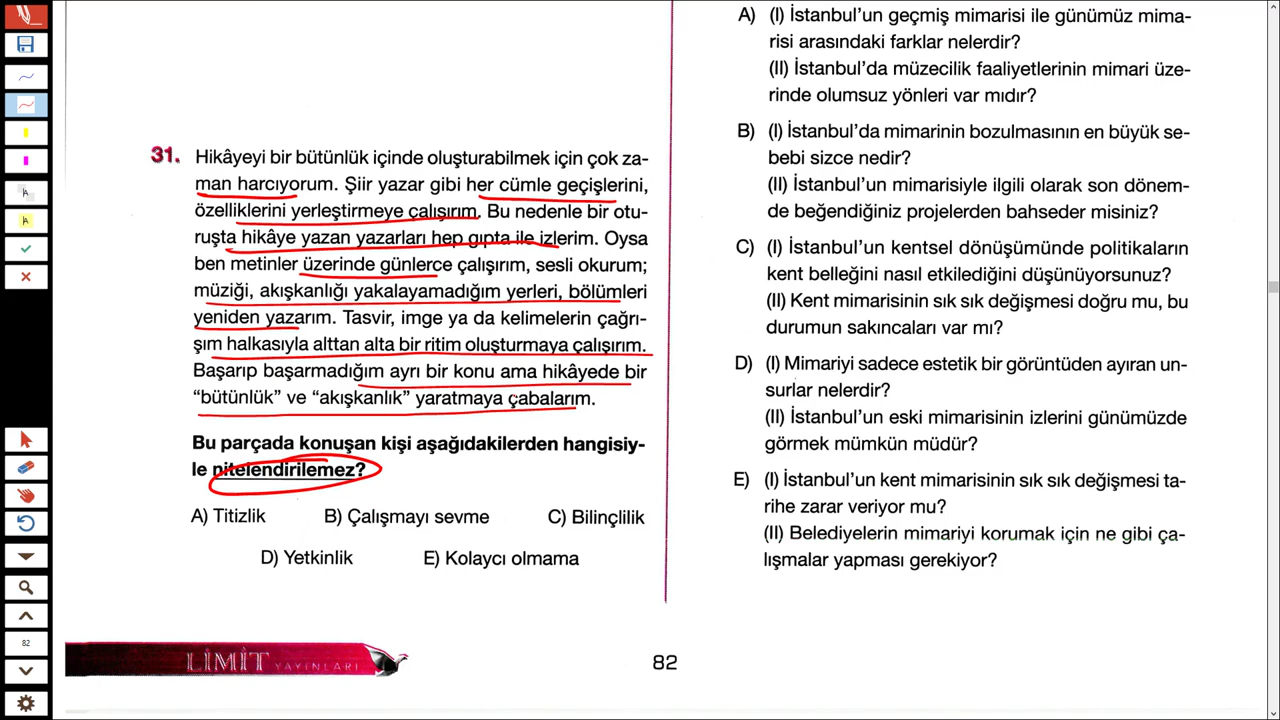 31. Hikâyeyi bir bütünlük içinde oluşturabilmek için çok za-
man harcıyorum. Şiir yazar gibi her cümle geçişlerini,
özelliklerini yerleştirmeye çalışırım. Bu nedenle bir otu-
ruşta hikâye yazan yazarları hep gıpta ile izlerim. Oysa
ben metinler üzerinde günlerce çalışırım, sesli okurum;
müziği, akışkanlığı yakalayamadığım yerleri, bölümleri
yeniden yazarım. Tasvir, imge ya da kelimelerin çağrı-
şım halkasıyla alttan alta bir ritim oluşturmaya çalışırım.
Başarıp başarmadığım ayrı bir konu ama hikâyede bir
“bütünlük” ve “akışkanlık” yaratmaya çabalarım.
Bu parçada konuşan kişi aşağıdakilerden hangisiy-
le nitelendirilemez?
A) Titizlik B) Çalışmayı sevme C) Bilinçlilik
D) Yetkinlik E) Kolaycı olmama
A) (I) İstanbul’un geçmiş mimarisi ile günümüz mima-
risi arasındaki farklar nelerdir?
(II) İstanbul’da müzecilik faaliyetlerinin mimari üze-
rinde olumsuz yönleri var mıdır?
B) (I) İstanbul’da mimarinin bozulmasının en büyük se-
bebi sizce nedir?
(II) İstanbul’un mimarisiyle ilgili olarak son dönem-
de beğendiğiniz projelerden bahseder misiniz?
C) (I) İstanbul’un kentsel dönüşümünde politikaların
kent belleğini nasıl etkilediğini düşünüyorsunuz?
(II) Kent mimarisinin sık sık değişmesi doğru mu, bu
durumun sakıncaları var mı?
D) (I) Mimariyi sadece estetik bir görüntüden ayıran un-
surlar nelerdir?
(II) İstanbul’un eski mimarisinin izlerini günümüzde
görmek mümkün müdür?
E) (I) İstanbul’un kent mimarisinin sık sık değişmesi ta-
rihe zarar veriyor mu?
(II) Belediyelerin mimariyi korumak için ne gibi ça-
lışmalar yapması gerekiyor?
LİMİT YAYINLARI
82
A
A
82